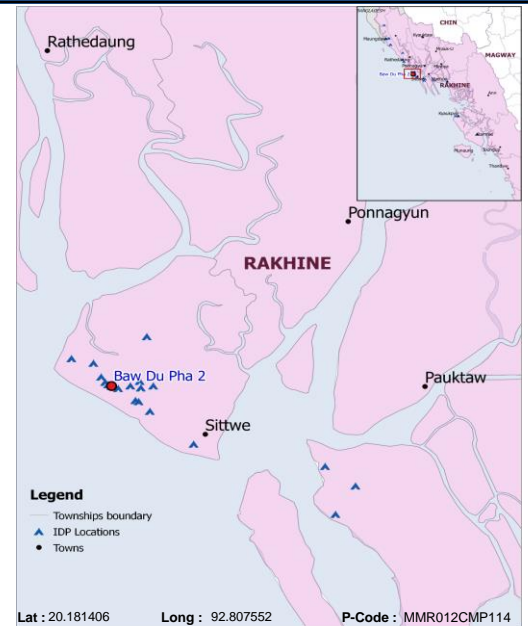 Rathedaung
CHIN
MAGWAY
RAKHINE
Ponnagyun
RAKHINE
Baw Du Pha 2
Pauktaw
Sittwe
Legend
Townships boundary
IDP Locations
Towns
Lat : 20.181406 Long : 92.807552 P-Code : MMR012CMP114